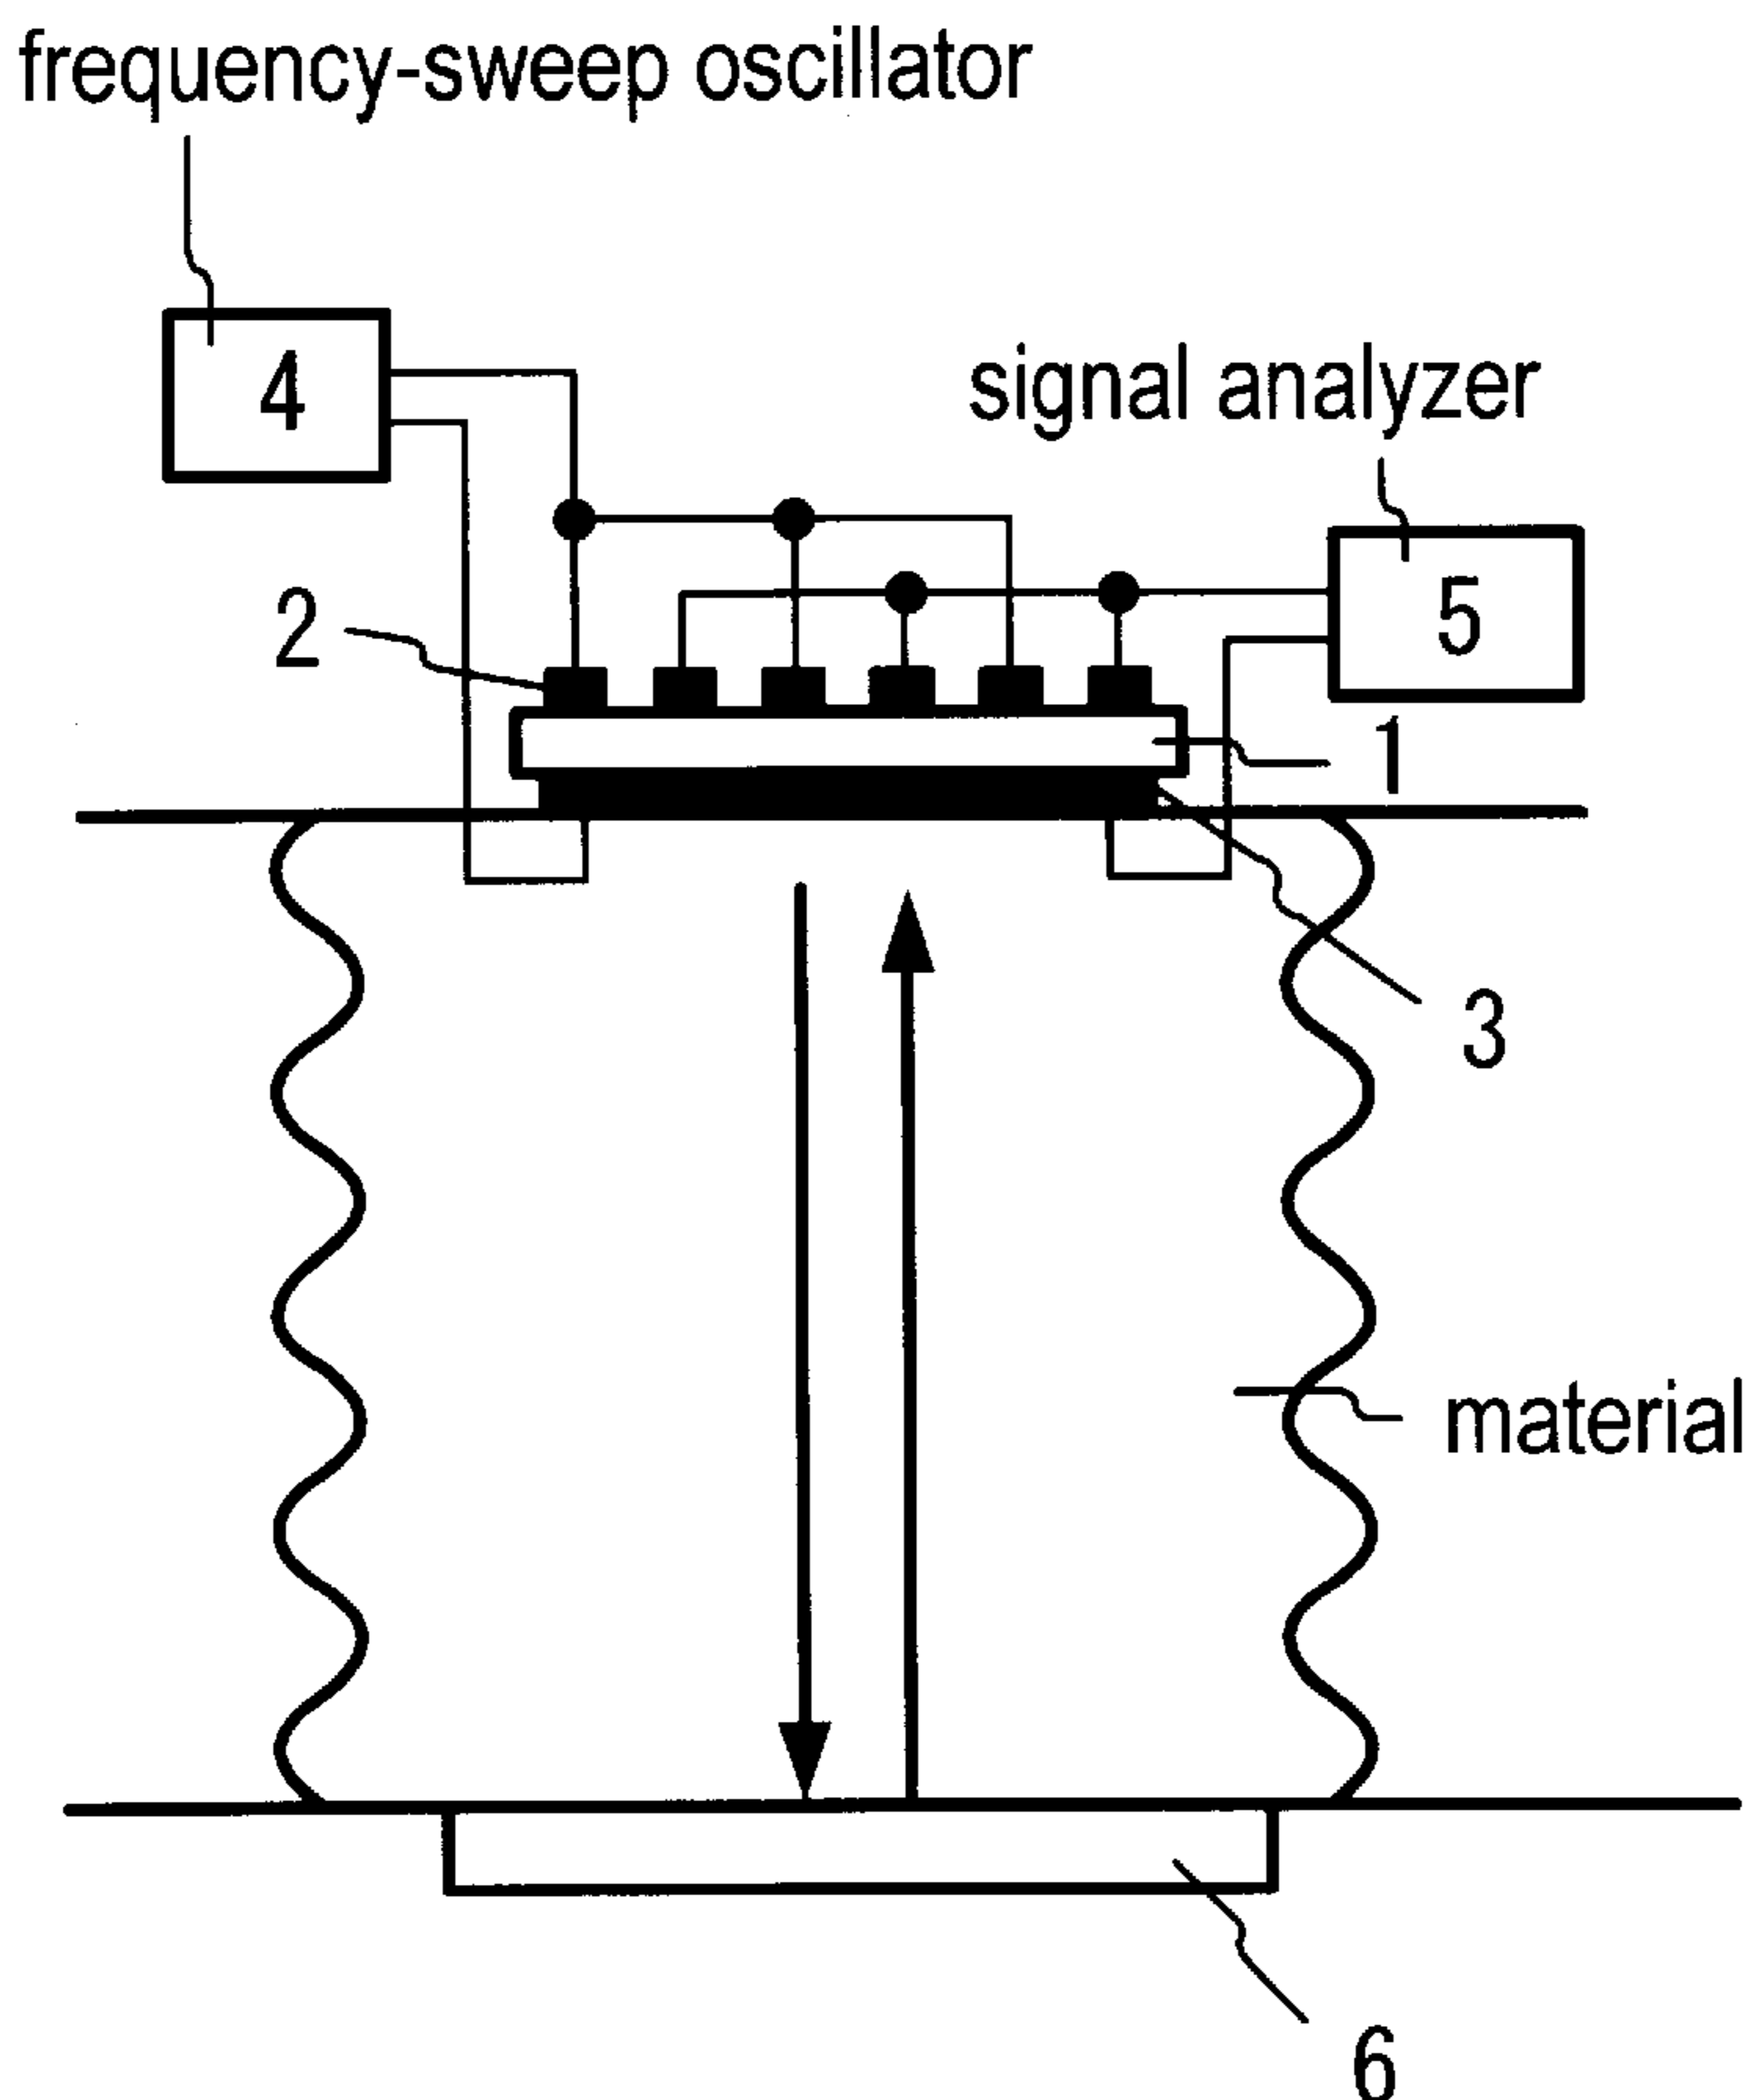 frequency-sweep oscillator
4
signal analyzer
5
2
1
3
material
6